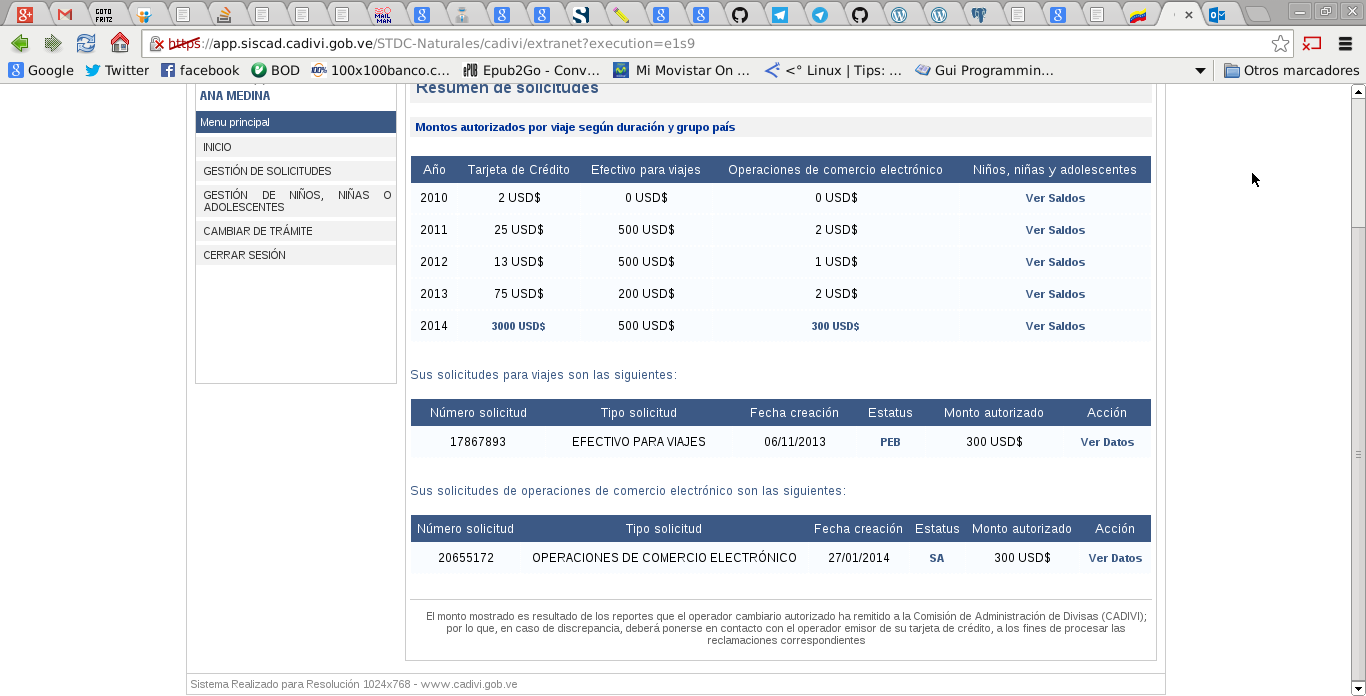 GOTO
FRITZ
MAIL
MAN
https://app.siscad.cadivi.gob.ve/STDC-Naturales/cadivi/extranet?execution=e1s9
Google Twitter facebook BOD 100x100banco.c... Epub2Go - Conv... Mi Movistar On ... <° Linux | Tips: ... Gui Programmin... Otros marcadores
ANA MEDINA
Menu principal
INICIO
GESTIÓN DE SOLICITUDES
GESTIÓN DE NIÑOS, NIÑAS O
ADOLESCENTES
CAMBIAR DE TRÁMITE
CERRAR SESIÓN
Resumen de solicitudes
Montos autorizados por viaje según duración y grupo país
Año Tarjeta de Crédito Efectivo para viajes Operaciones de comercio electrónico Niños, niñas y adolescentes
2010 2 USD$ 0 USD$ 0 USD$ Ver Saldos
2011 25 USD$ 500 USD$ 2 USD$ Ver Saldos
2012 13 USD$ 500 USD$ 1 USD$ Ver Saldos
2013 75 USD$ 200 USD$ 2 USD$ Ver Saldos
2014 3000 USD$ 500 USD$ 300 USD$ Ver Saldos
Sus solicitudes para viajes son las siguientes:
Número solicitud Tipo solicitud Fecha creación Estatus Monto autorizado Acción
17867893 EFECTIVO PARA VIAJES 06/11/2013 PEB 300 USD$ Ver Datos
Sus solicitudes de operaciones de comercio electrónico son las siguientes:
Número solicitud Tipo solicitud Fecha creación Estatus Monto autorizado Acción
20655172 OPERACIONES DE COMERCIO ELECTRÓNICO 27/01/2014 SA 300 USD$ Ver Datos
El monto mostrado es resultado de los reportes que el operador cambiario autorizado ha remitido a la Comisión de Administración de Divisas (CADIVI);
por lo que, en caso de discrepancia, deberá ponerse en contacto con el operador emisor de su tarjeta de crédito, a los fines de procesar las
reclamaciones correspondientes
Sistema Realizado para Resolución 1024x768 - www.cadivi.gob.ve